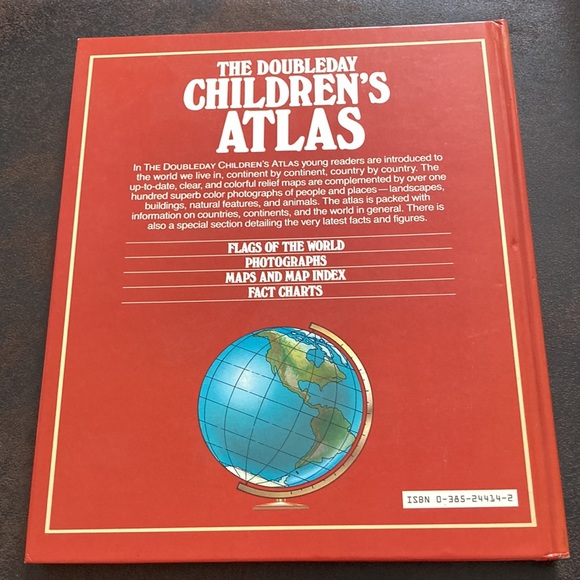 THE DOUBLEDAY
CHILDREN'S
ATLAS
In THE DOUBLEDAY CHILDREN'S ATLAS young readers are introduced to
the world we live in, continent by continent, country by country. The
up-to-date, clear, and colorful relief maps are complemented by over one
hundred superb color photographs of people and places—landscapes,
buildings, natural features, and animals. The atlas is packed with
information on countries, continents, and the world in general. There is
also a special section detailing the very latest facts and figures.
FLAGS OF THE WORLD
PHOTOGRAPHS
MAPS AND MAP INDEX
FACT CHARTS
ISBN 0-385-24414-2